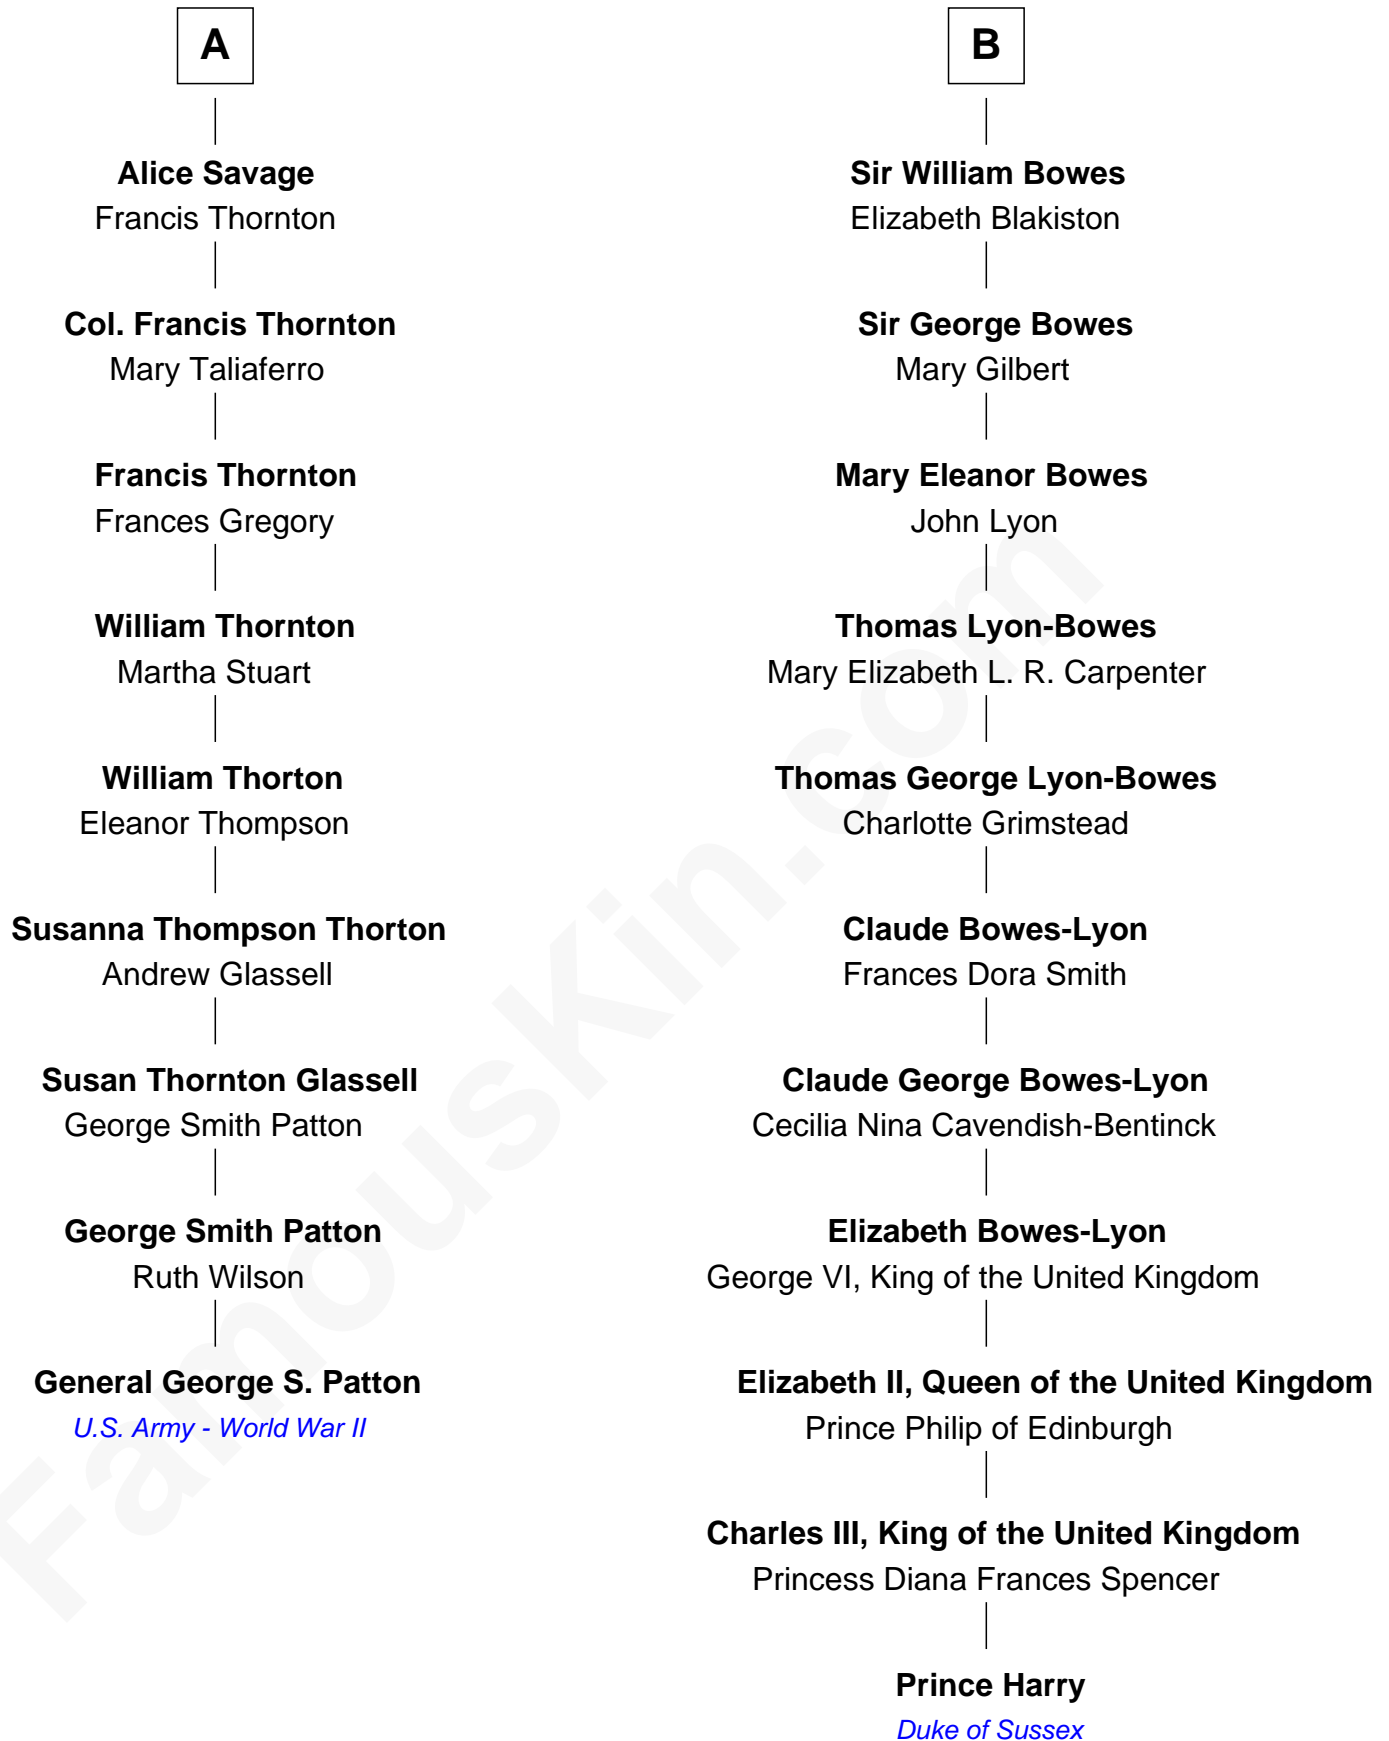 A
Alice Savage
Francis Thornton
Col. Francis Thornton
Mary Taliaferro
Francis Thornton
Frances Gregory
William Thornton
Martha Stuart
William Thorton
Eleanor Thompson
Susanna Thompson Thorton
Andrew Glassell
Susan Thornton Glassell
George Smith Patton
George Smith Patton
Ruth Wilson
General George S. Patton
U.S. Army - World War II
B
Sir William Bowes
Elizabeth Blakiston
Sir George Bowes
Mary Gilbert
Mary Eleanor Bowes
John Lyon
Thomas Lyon-Bowes
Mary Elizabeth L. R. Carpenter
Thomas George Lyon-Bowes
Charlotte Grimstead
Claude Bowes-Lyon
Frances Dora Smith
Claude George Bowes-Lyon
Cecilia Nina Cavendish-Bentinck
Elizabeth Bowes-Lyon
George VI, King of the United Kingdom
Elizabeth II, Queen of the United Kingdom
Prince Philip of Edinburgh
Charles III, King of the United Kingdom
Princess Diana Frances Spencer
Prince Harry
Duke of Sussex
FamousKin.com